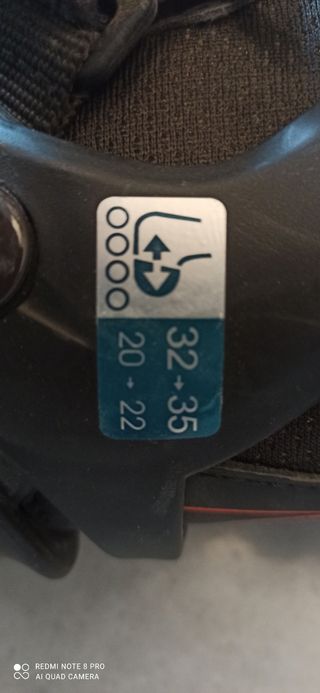 32→35
20→22
REDMI NOTE 8 PRO
AI QUAD CAMERA